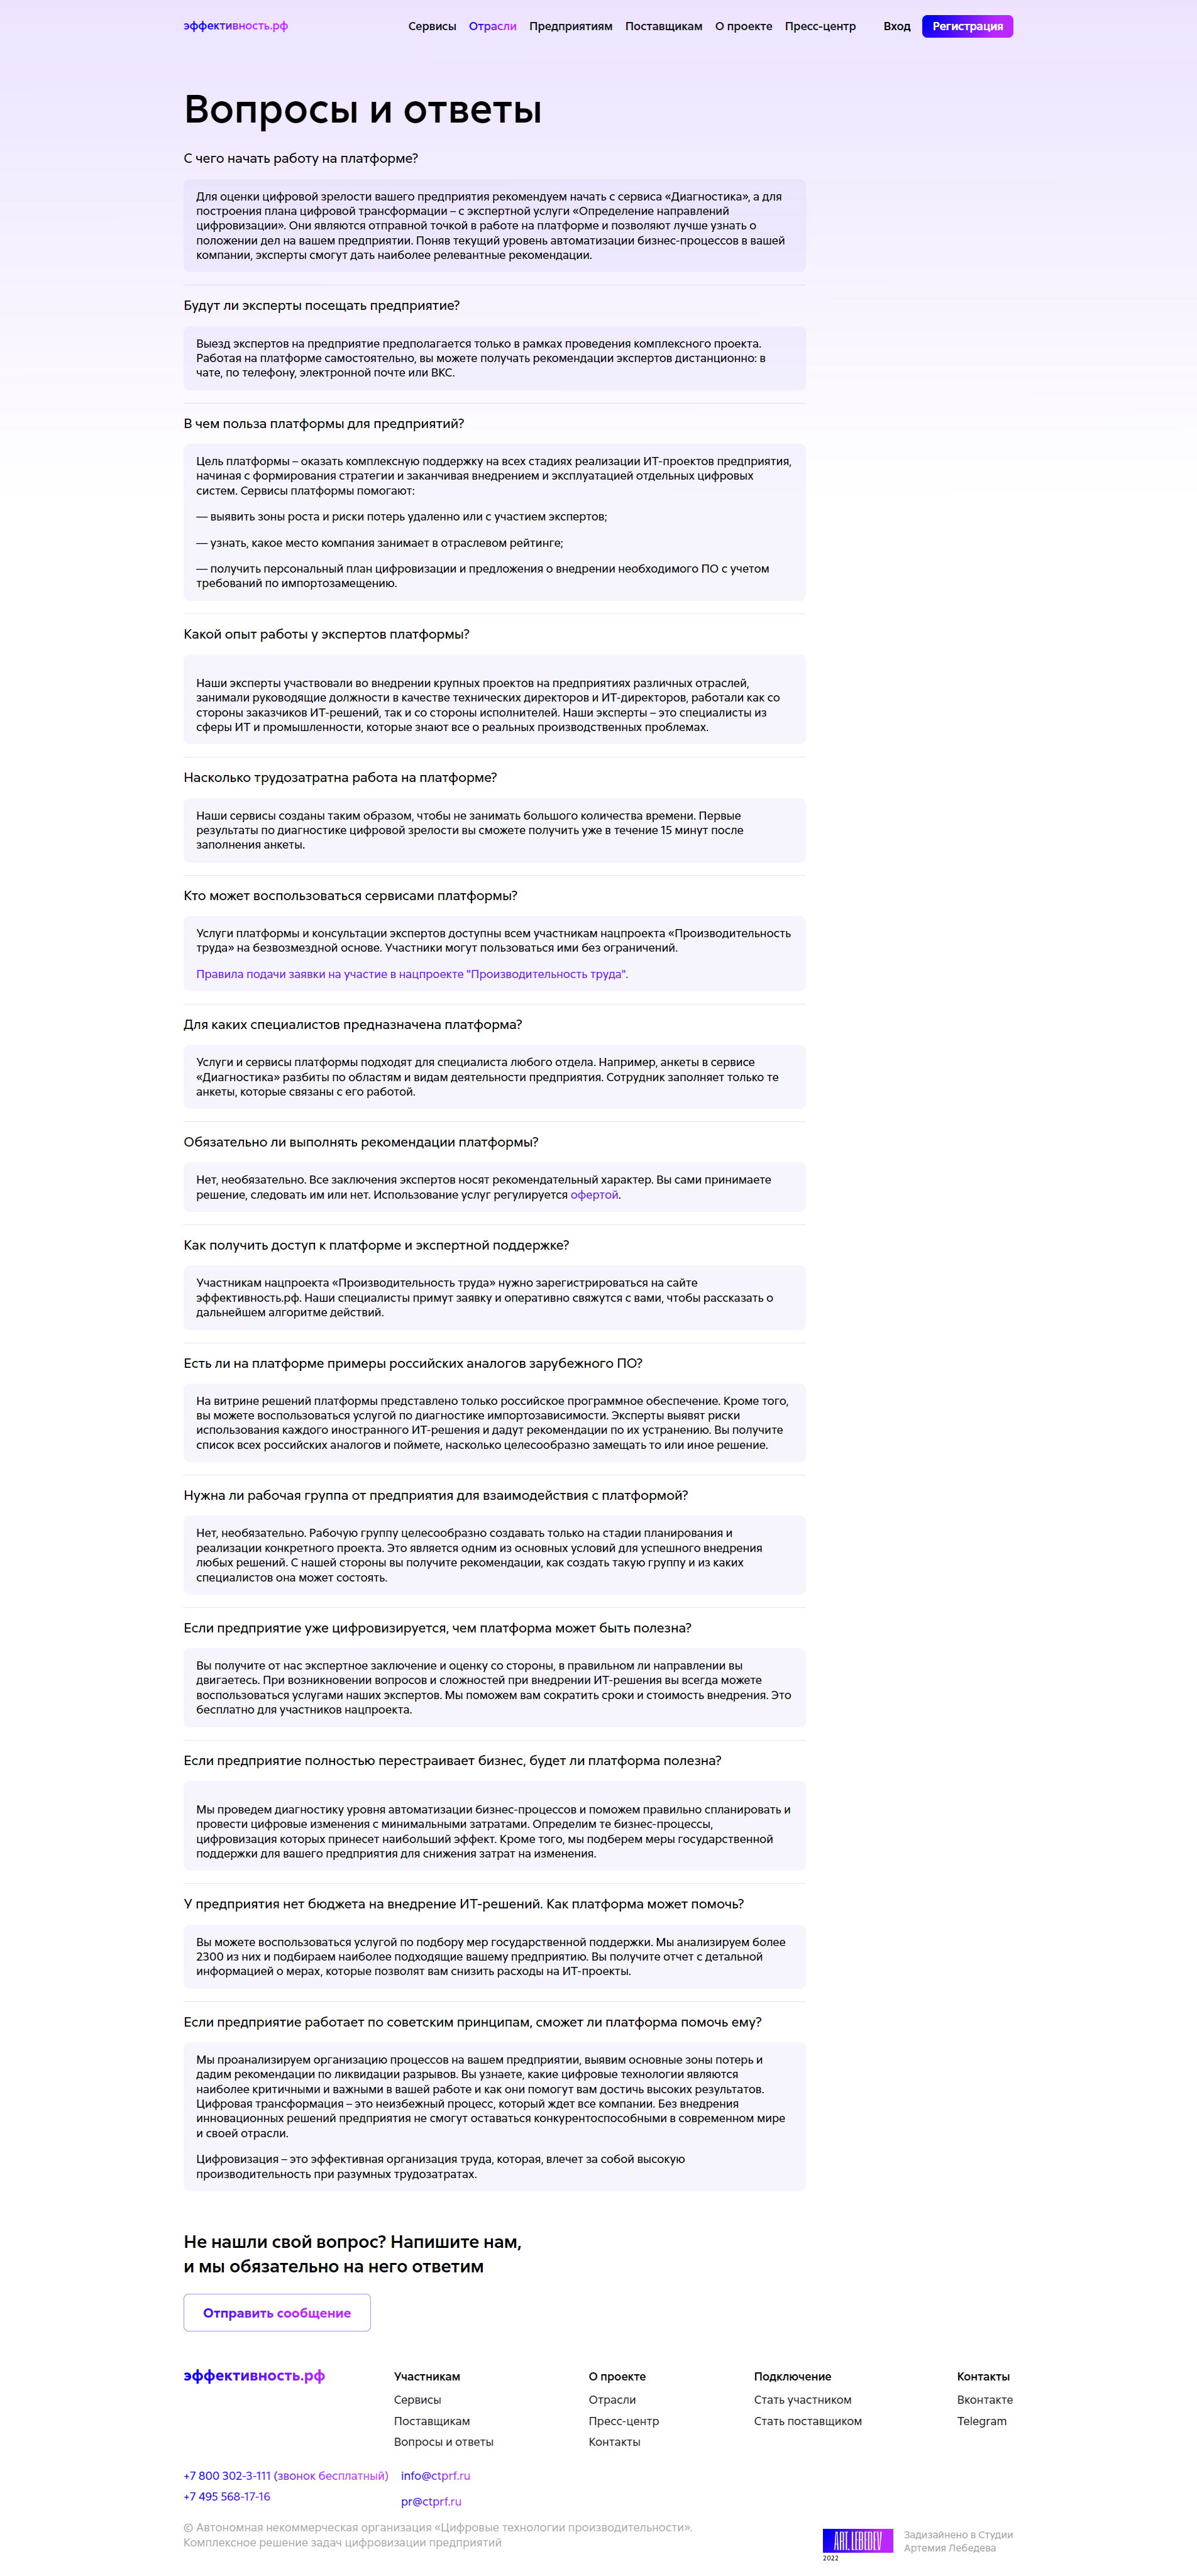 эффективность.рф
Сервисы Отрасли Предприятиям Поставщикам О проекте Пресс-центр Вход Регистрация
Вопросы и ответы
С чего начать работу на платформе?
Для оценки цифровой зрелости вашего предприятия рекомендуем начать с сервиса «Диагностика», а для
построения плана цифровой трансформации – с экспертной услуги «Определение направлений
цифровизации». Они являются отправной точкой в работе на платформе и позволяют лучше узнать о
положении дел на вашем предприятии. Поняв текущий уровень автоматизации бизнес-процессов в вашей
компании, эксперты смогут дать наиболее релевантные рекомендации.
Будут ли эксперты посещать предприятие?
Выезд экспертов на предприятие предполагается только в рамках проведения комплексного проекта.
Работая на платформе самостоятельно, вы можете получать рекомендации экспертов дистанционно: в
чате, по телефону, электронной почте или ВКС.
В чем польза платформы для предприятий?
Цель платформы – оказать комплексную поддержку на всех стадиях реализации ИТ-проектов предприятия,
начиная с формирования стратегии и заканчивая внедрением и эксплуатацией отдельных цифровых
систем. Сервисы платформы помогают:
— выявить зоны роста и риски потерь удаленно или с участием экспертов;
— узнать, какое место компания занимает в отраслевом рейтинге;
— получить персональный план цифровизации и предложения о внедрении необходимого ПО с учетом
требований по импортозамещению.
Какой опыт работы у экспертов платформы?
Наши эксперты участвовали во внедрении крупных проектов на предприятиях различных отраслей,
занимали руководящие должности в качестве технических директоров и ИТ-директоров, работали как со
стороны заказчиков ИТ-решений, так и со стороны исполнителей. Наши эксперты – это специалисты из
сферы ИТ и промышленности, которые знают все о реальных производственных проблемах.
Насколько трудозатратна работа на платформе?
Наши сервисы созданы таким образом, чтобы не занимать большого количества времени. Первые
результаты по диагностике цифровой зрелости вы сможете получить уже в течение 15 минут после
заполнения анкеты.
Кто может воспользоваться сервисами платформы?
Услуги платформы и консультации экспертов доступны всем участникам нацпроекта «Производительность
труда» на безвозмездной основе. Участники могут пользоваться ими без ограничений.
Правила подачи заявки на участие в нацпроекте "Производительность труда".
Для каких специалистов предназначена платформа?
Услуги и сервисы платформы подходят для специалиста любого отдела. Например, анкеты в сервисе
«Диагностика» разбиты по областям и видам деятельности предприятия. Сотрудник заполняет только те
анкеты, которые связаны с его работой.
Обязательно ли выполнять рекомендации платформы?
Нет, необязательно. Все заключения экспертов носят рекомендательный характер. Вы сами принимаете
решение, следовать им или нет. Использование услуг регулируется офертой.
Как получить доступ к платформе и экспертной поддержке?
Участникам нацпроекта «Производительность труда» нужно зарегистрироваться на сайте
эффективность.рф. Наши специалисты примут заявку и оперативно свяжутся с вами, чтобы рассказать о
дальнейшем алгоритме действий.
Есть ли на платформе примеры российских аналогов зарубежного ПО?
На витрине решений платформы представлено только российское программное обеспечение. Кроме того,
вы можете воспользоваться услугой по диагностике импортозависимости. Эксперты выявят риски
использования каждого иностранного ИТ-решения и дадут рекомендации по их устранению. Вы получите
список всех российских аналогов и поймете, насколько целесообразно замещать то или иное решение.
Нужна ли рабочая группа от предприятия для взаимодействия с платформой?
Нет, необязательно. Рабочую группу целесообразно создавать только на стадии планирования и
реализации конкретного проекта. Это является одним из основных условий для успешного внедрения
любых решений. С нашей стороны вы получите рекомендации, как создать такую группу и из каких
специалистов она может состоять.
Если предприятие уже цифровизируется, чем платформа может быть полезна?
Вы получите от нас экспертное заключение и оценку со стороны, в правильном ли направлении вы
двигаетесь. При возникновении вопросов и сложностей при внедрении ИТ-решения вы всегда можете
воспользоваться услугами наших экспертов. Мы поможем вам сократить сроки и стоимость внедрения. Это
бесплатно для участников нацпроекта.
Если предприятие полностью перестраивает бизнес, будет ли платформа полезна?
Мы проведем диагностику уровня автоматизации бизнес-процессов и поможем правильно спланировать и
провести цифровые изменения с минимальными затратами. Определим те бизнес-процессы,
цифровизация которых принесет наибольший эффект. Кроме того, мы подберем меры государственной
поддержки для вашего предприятия для снижения затрат на изменения.
У предприятия нет бюджета на внедрение ИТ-решений. Как платформа может помочь?
Вы можете воспользоваться услугой по подбору мер государственной поддержки. Мы анализируем более
2300 из них и подбираем наиболее подходящие вашему предприятию. Вы получите отчет с детальной
информацией о мерах, которые позволят вам снизить расходы на ИТ-проекты.
Если предприятие работает по советским принципам, сможет ли платформа помочь ему?
Мы проанализируем организацию процессов на вашем предприятии, выявим основные зоны потерь и
дадим рекомендации по ликвидации разрывов. Вы узнаете, какие цифровые технологии являются
наиболее критичными и важными в вашей работе и как они помогут вам достичь высоких результатов.
Цифровая трансформация – это неизбежный процесс, который ждет все компании. Без внедрения
инновационных решений предприятия не смогут оставаться конкурентоспособными в современном мире
и своей отрасли.
Цифровизация – это эффективная организация труда, которая, влечет за собой высокую
производительность при разумных трудозатратах.
Не нашли свой вопрос? Напишите нам,
и мы обязательно на него ответим
Отправить сообщение
эффективность.рф
Участникам О проекте Подключение Контакты
Сервисы Отрасли Стать участником Вконтакте
Поставщикам Пресс-центр Стать поставщиком Telegram
Вопросы и ответы Контакты
+7 800 302-3-111 (звонок бесплатный) info@ctprf.ru
+7 495 568-17-16
pr@ctprf.ru
© Автономная некоммерческая организация «Цифровые технологии производительности».
Комплексное решение задач цифровизации предприятий
ART. LEBEDEV
2022
Задизайнено в Студии
Артемия Лебедева